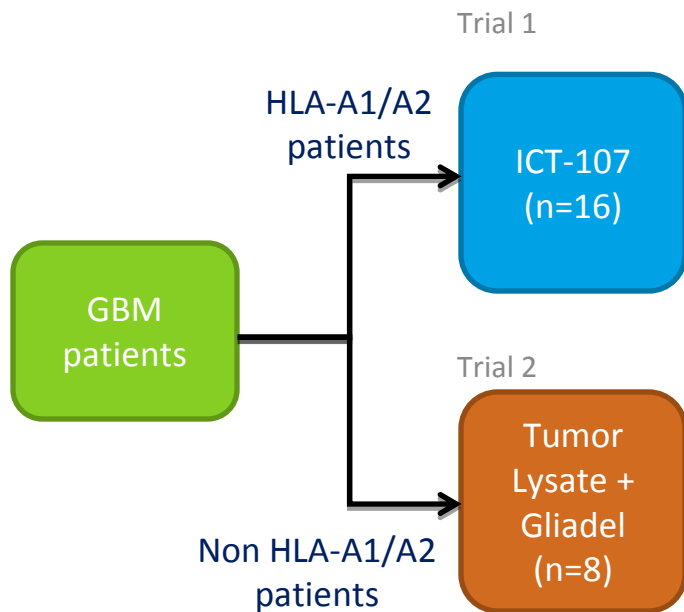 Trial 1
HLA-A1/A2
patients
ICT-107
(n=16)
GBM
patients
Trial 2
Tumor
Lysate +
Gliadel
(n=8)
Non HLA-A1/A2
patients